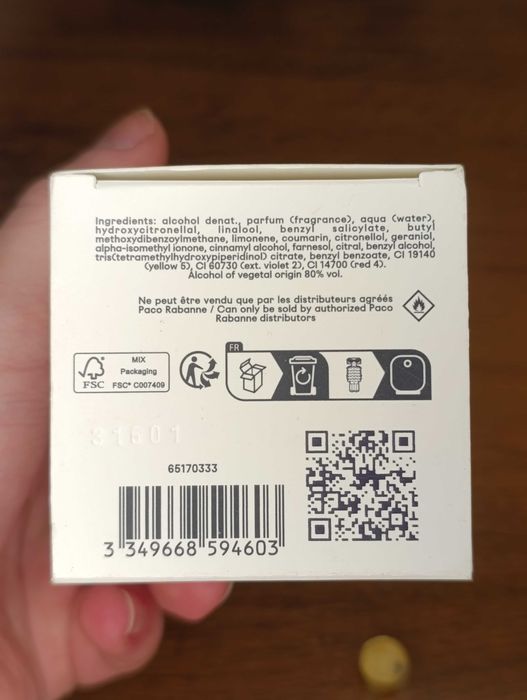 Ingredients: alcohol denat., parfum (fragrance), aqua (water),
hydroxycitronellal, linalool, benzyl salicylate, butyl
methoxydibenzoylmethane, limonene, coumarin, citronellol, geraniol,
alpha-isomethyl ionone, cinnamyl alcohol, farnesol, citral, benzyl alcohol,
tris(tetramethylhydroxypiperidinol) citrate, benzyl benzoate, CI 19140
(yellow 5), CI 60730 (ext. violet 2), CI 14700 (red 4).
Alcohol of vegetal origin 80% vol.
Ne peut être vendu que par les distributeurs agréés
Paco Rabanne / Can only be sold by authorized Paco
Rabanne distributors
FR
MIX
Packaging
FSC® C007409
FSC
31601
65170333
3 349668 594603